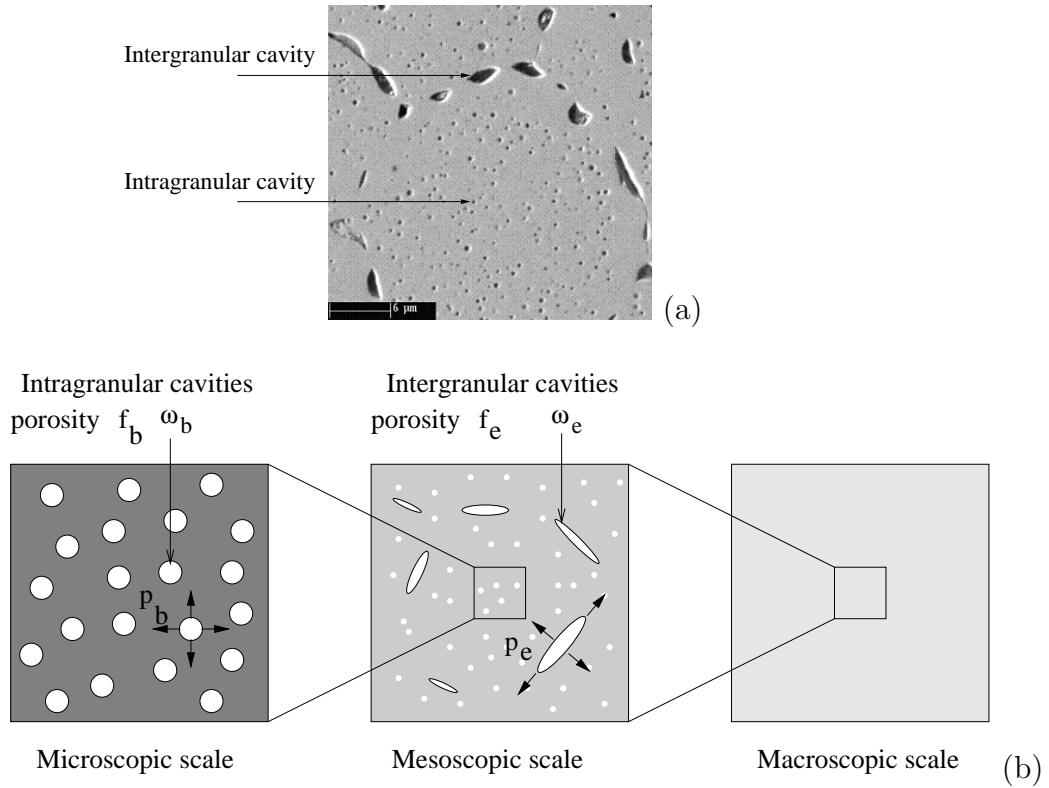 Intergranular cavity
Intragranular cavity
6 μm
(a)
Intragranular cavities
porosity f_b ω_b
Intergranular cavities
porosity f_e ω_e
p_b
p_e
Microscopic scale
Mesoscopic scale
Macroscopic scale
(b)